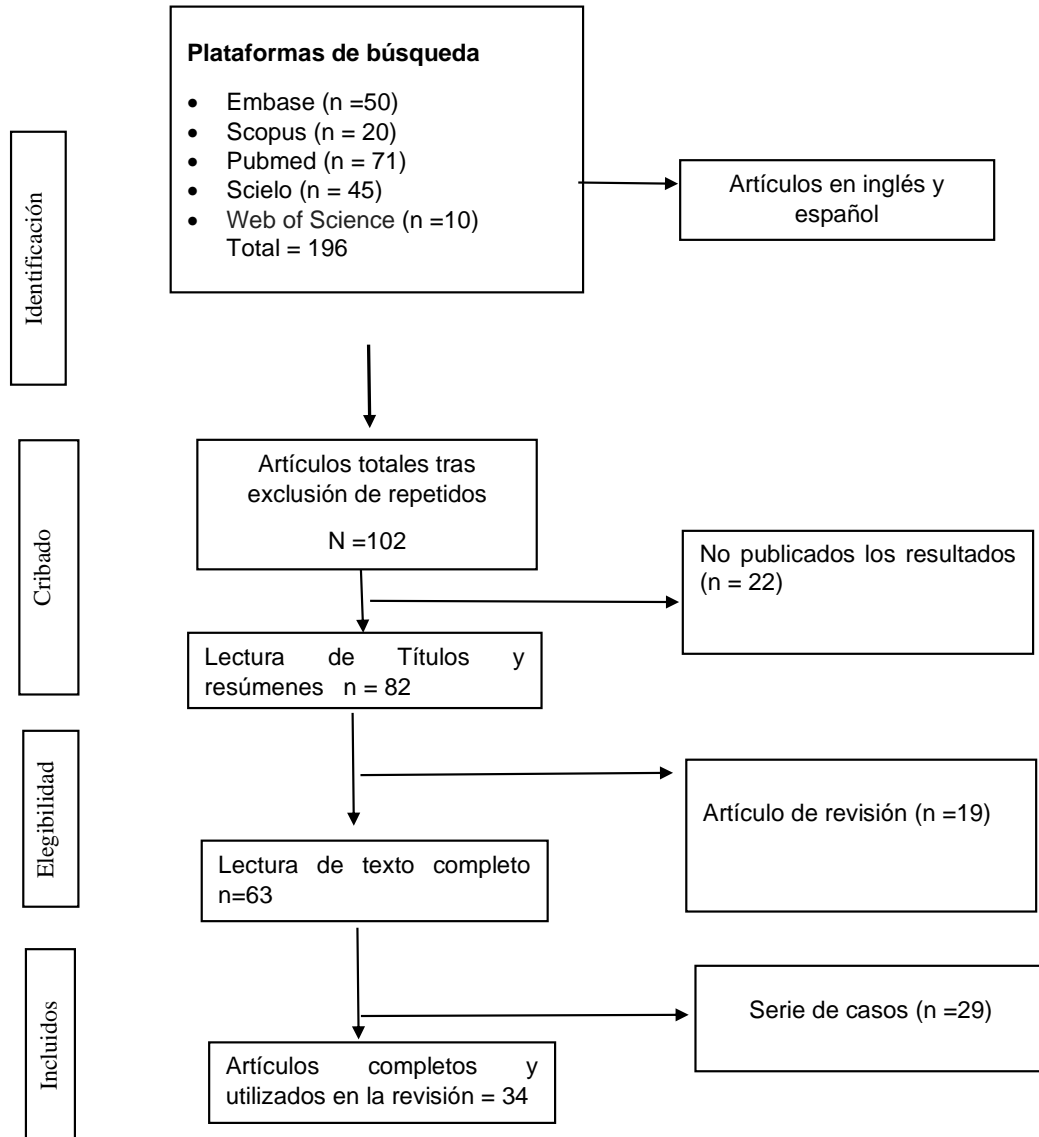 Plataformas de búsqueda
• Embase (n =50)
• Scopus (n = 20)
• Pubmed (n = 71)
• Scielo (n = 45)
• Web of Science (n =10)
Total = 196
Artículos en inglés y
español
Identificación
Artículos totales tras
exclusión de repetidos
N =102
Cribado
No publicados los resultados
(n = 22)
Lectura de Títulos y
resúmenes n = 82
Elegibilidad
Artículo de revisión (n =19)
Lectura de texto completo
n=63
Incluidos
Serie de casos (n =29)
Artículos completos y
utilizados en la revisión = 34